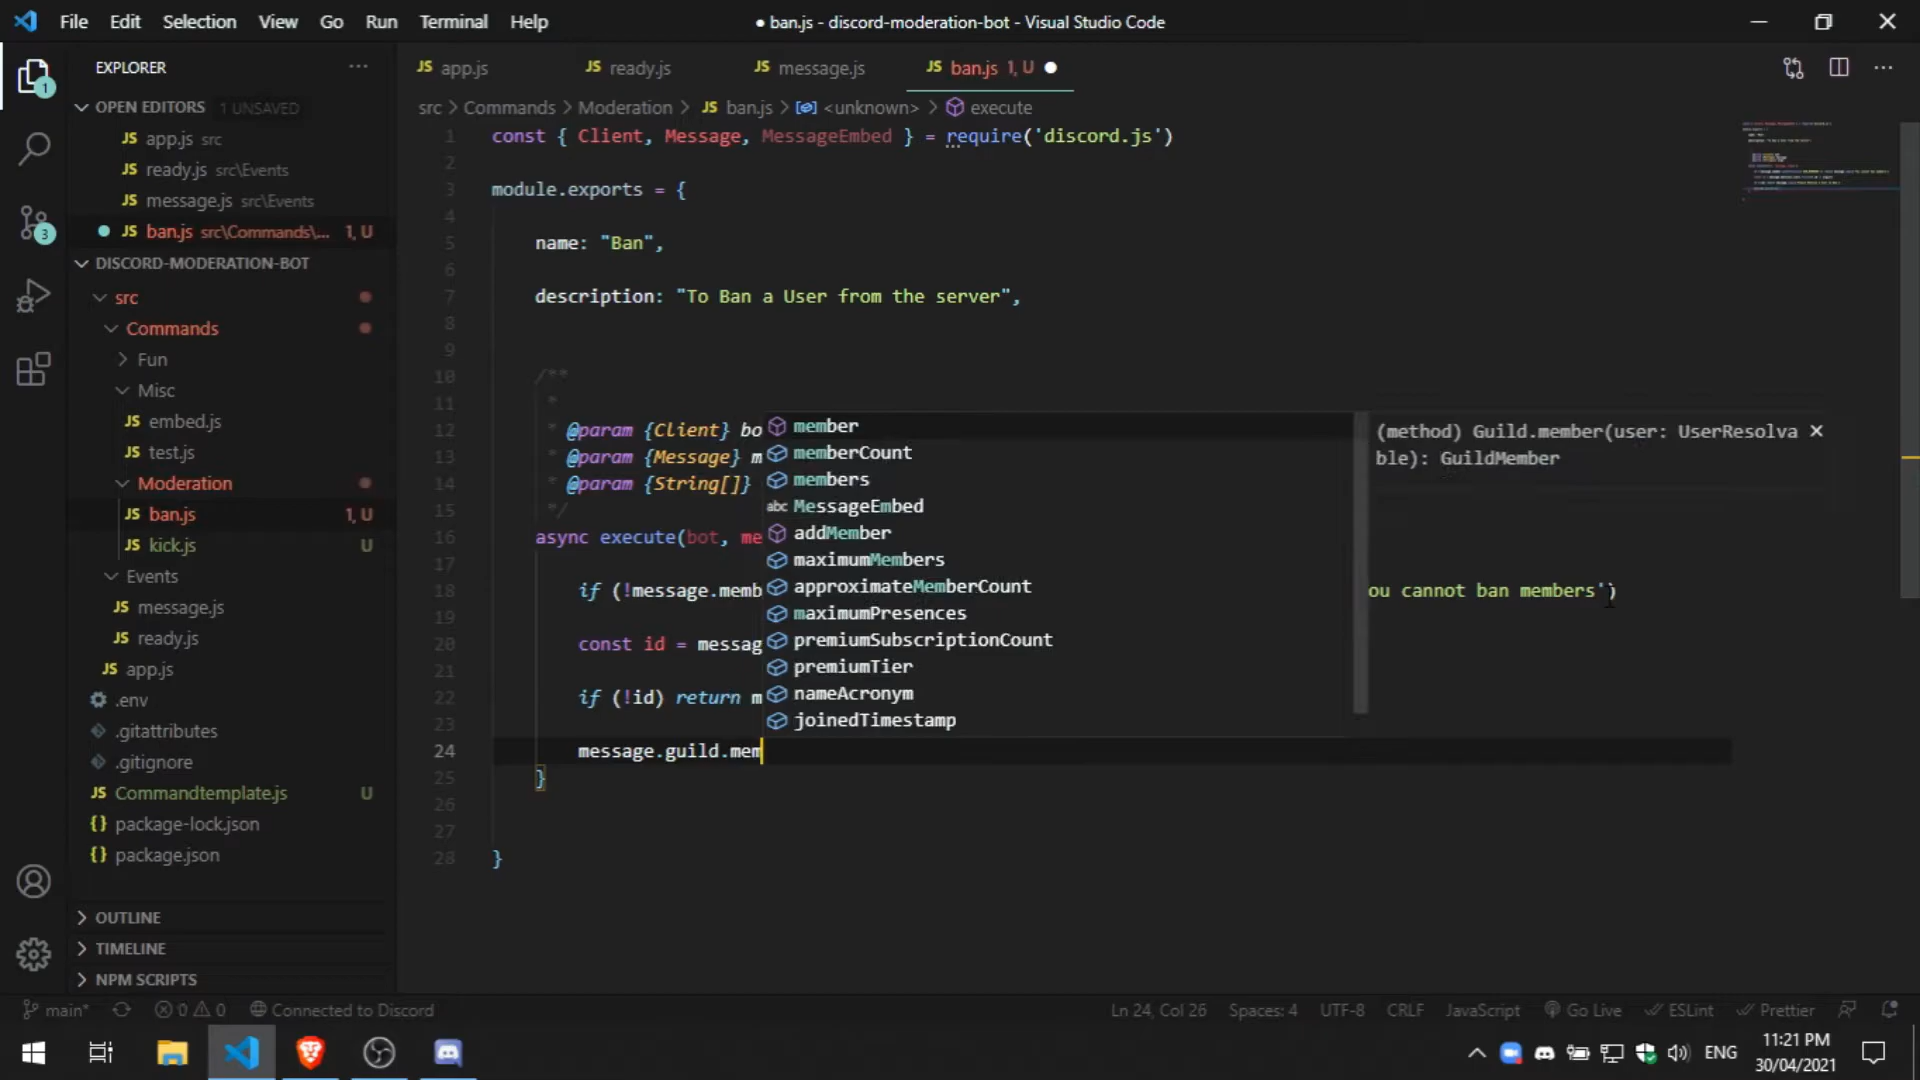 File Edit Selection View Go Run Terminal Help
● ban.js - discord-moderation-bot - Visual Studio Code
EXPLORER
OPEN EDITORS 1 UNSAVED
JS app.js src
JS ready.js src\Events
JS message.js src\Events
JS ban.js src\Commands\... 1, U
DISCORD-MODERATION-BOT
src
Commands
Fun
Misc
JS embed.js
JS test.js
Moderation
JS ban.js 1, U
JS kick.js U
Events
JS message.js
JS ready.js
JS app.js
.env
.gitattributes
.gitignore
JS Commandtemplate.js U
{} package-lock.json
{} package.json
OUTLINE
TIMELINE
NPM SCRIPTS
1
3
JS app.js JS ready.js JS message.js JS ban.js 1, U
src > Commands > Moderation > JS ban.js > <unknown> > execute
1 const { Client, Message, MessageEmbed } = require('discord.js')
2
3 module.exports = {
4
5 name: "Ban",
6
7 description: "To Ban a User from the server",
8
9
10 /**
11 *
12 * @param {Client} bo
13 * @param {Message} m
14 * @param {String[]}
15 */
16 async execute(bot, me
17
18 if (!message.memb ou cannot ban members')
19
20 const id = messag
21
22 if (!id) return m
23
24 message.guild.mem
25 }
26
27
28 }
member
memberCount
members
abc MessageEmbed
addMember
maximumMembers
approximateMemberCount
maximumPresences
premiumSubscriptionCount
premiumTier
nameAcronym
joinedTimestamp
(method) Guild.member(user: UserResolva
ble): GuildMember
main* 0 0 Connected to Discord Ln 24, Col 26 Spaces: 4 UTF-8 CRLF JavaScript Go Live ESLint Prettier
ENG
11:21 PM
30/04/2021